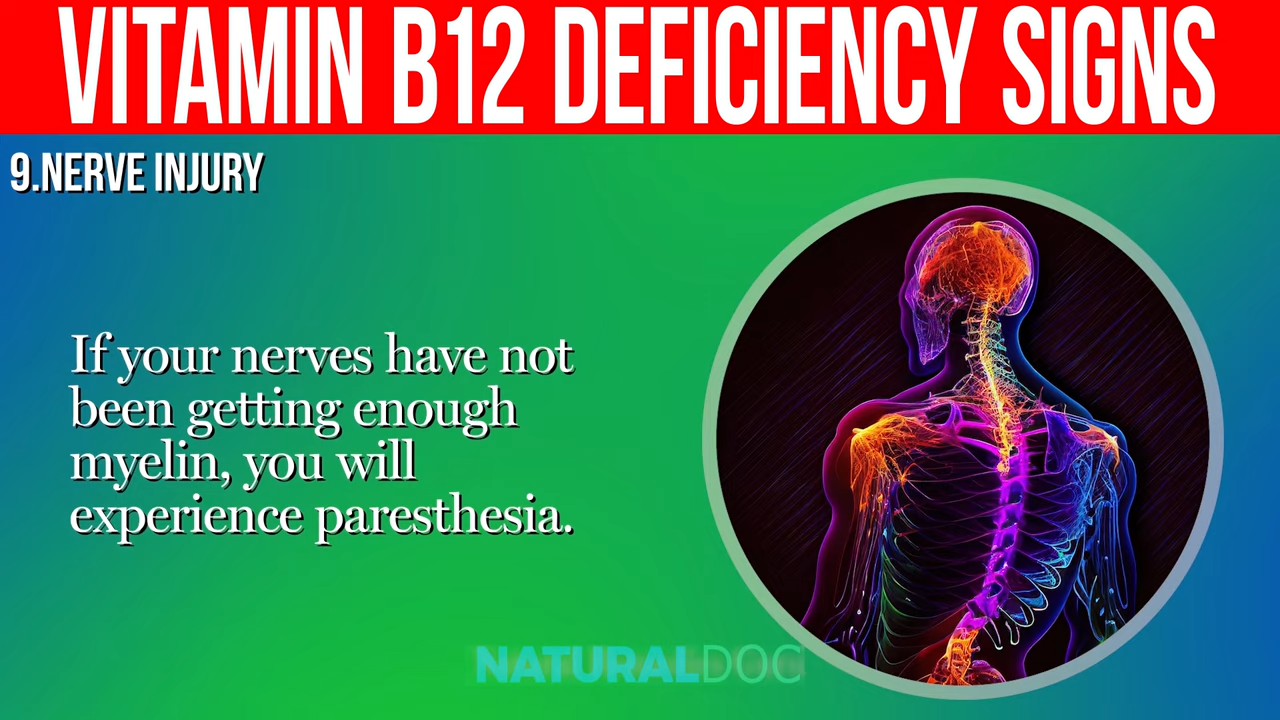 VITAMIN B12 DEFICIENCY SIGNS
9.NERVE INJURY
If your nerves have not
been getting enough
myelin, you will
experience paresthesia.
NATURALDOC